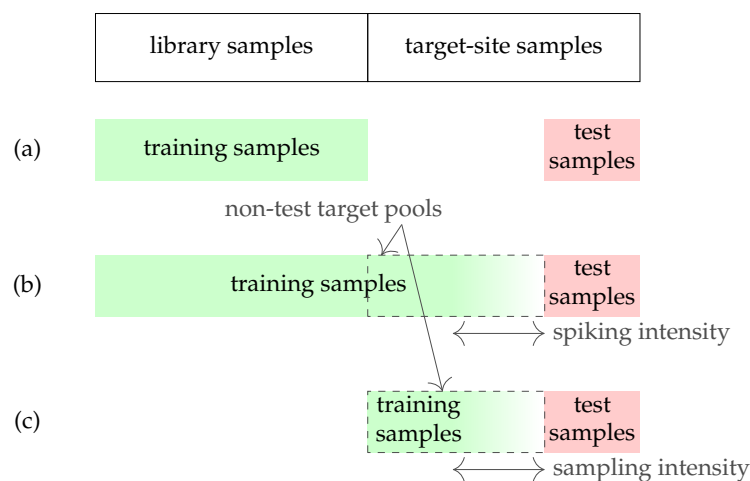 library samples
target-site samples
(a)
training samples
test
samples
non-test target pools
(b)
training samples
test
samples
spiking intensity
(c)
training
samples
test
samples
sampling intensity